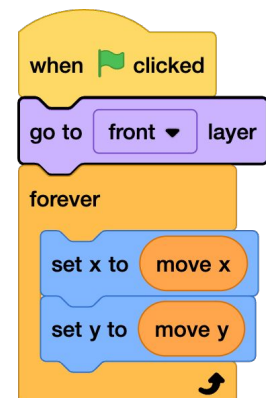 when clicked
go to front layer
forever
set x to move x
set y to move y